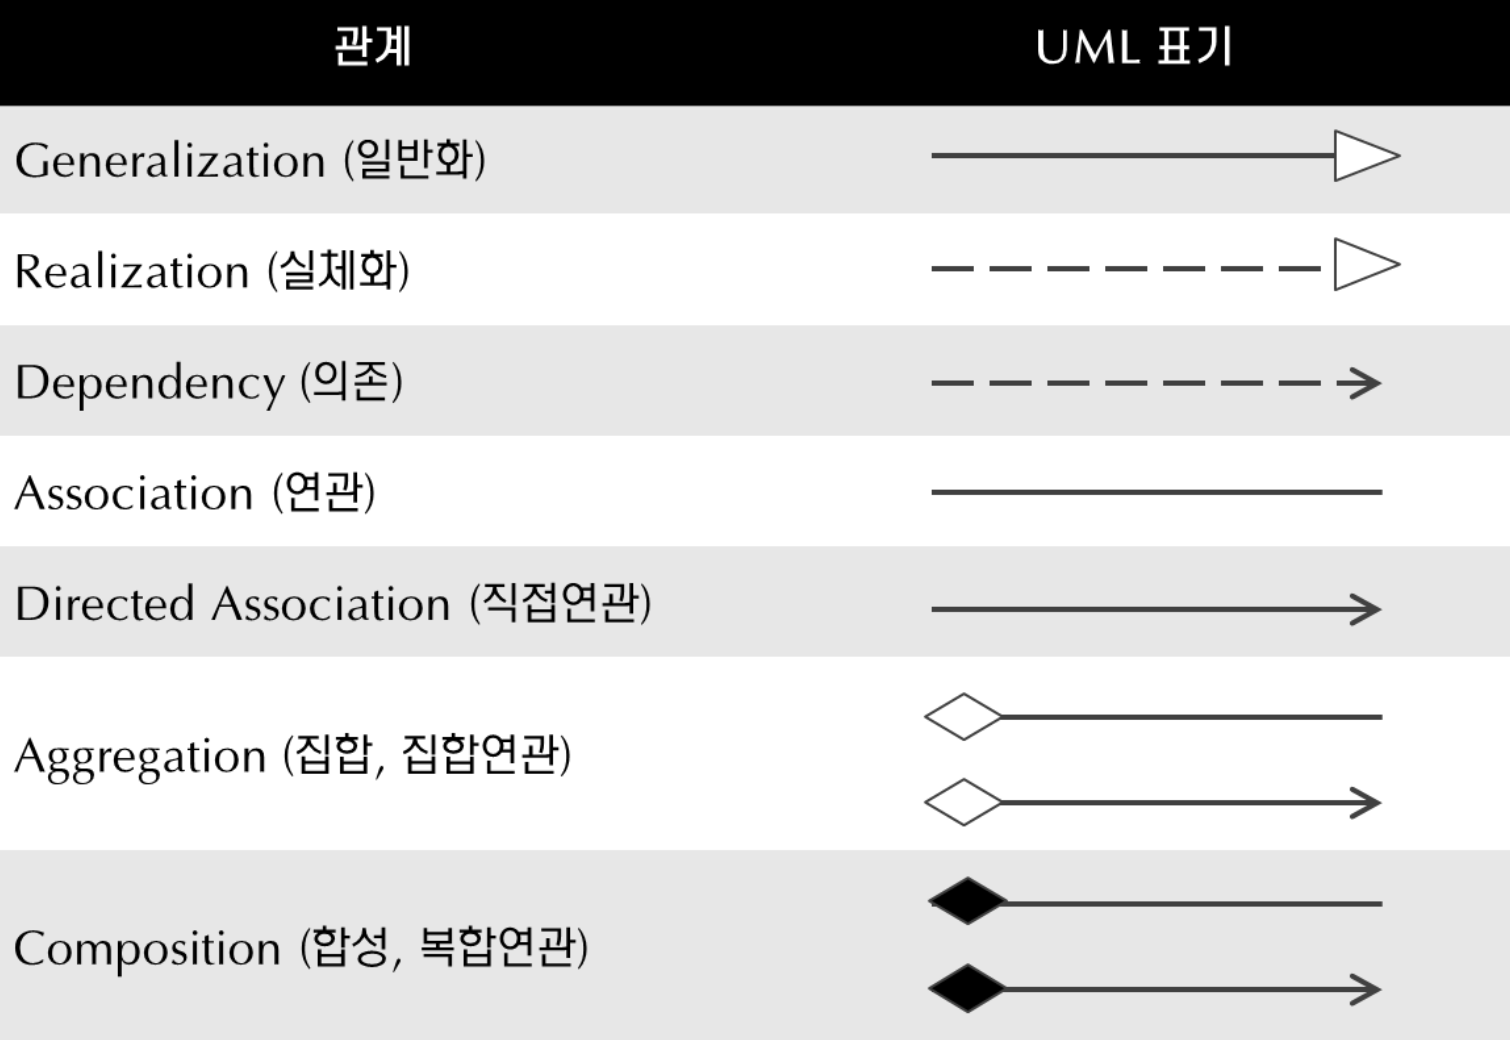 관계 UML 표기
Generalization (일반화)
Realization (실체화)
Dependency (의존)
Association (연관)
Directed Association (직접연관)
Aggregation (집합, 집합연관)
Composition (합성, 복합연관)